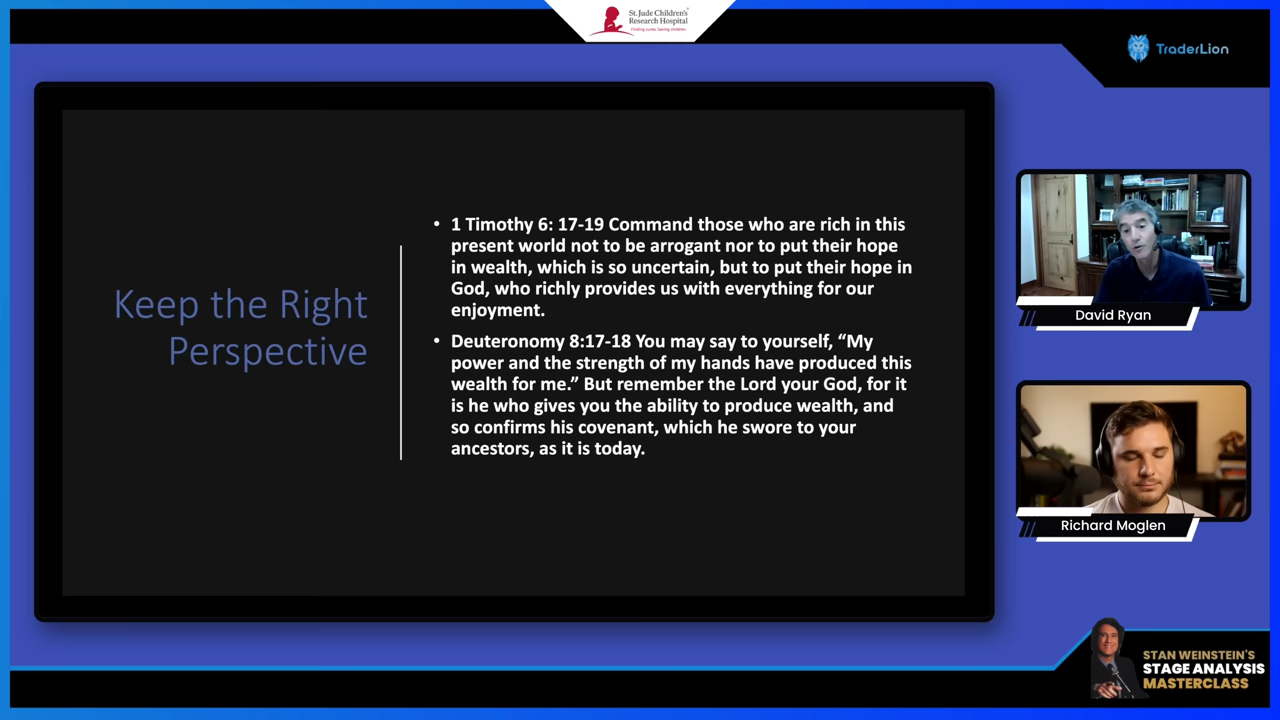 St. Jude Children's
Research Hospital
Finding cures. Saving children.
TraderLion
Keep the Right
Perspective
• 1 Timothy 6: 17-19 Command those who are rich in this
present world not to be arrogant nor to put their hope
in wealth, which is so uncertain, but to put their hope in
God, who richly provides us with everything for our
enjoyment.
• Deuteronomy 8:17-18 You may say to yourself, “My
power and the strength of my hands have produced this
wealth for me.” But remember the Lord your God, for it
is he who gives you the ability to produce wealth, and
so confirms his covenant, which he swore to your
ancestors, as it is today.
David Ryan
Richard Moglen
STAN WEINSTEIN'S
STAGE ANALYSIS
MASTERCLASS